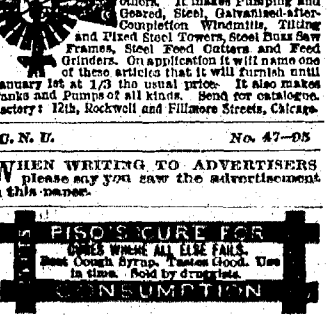 others. It makes Pumping and
Geared, Steel, Galvanized-after-
Completion Windmills, Tilting
and Fixed Steel Towers, Steel Buzz Saw
Frames, Steel Feed Cutters and Feed
Grinders. On application it will name one
of these articles that it will furnish until
anuary 1st at 1/3 the usual price. It also makes
anks and Pumps of all kinds. Send for catalogue.
actory: 12th, Rockwell and Fillmore Streets, Chicago.
C. N. U. No. 47—95
WHEN WRITING TO ADVERTISERS
please say you saw the advertisement
this paper.
PISO'S CURE FOR
CURES WHERE ALL ELSE FAILS.
Best Cough Syrup. Tastes Good. Use
in time. Sold by druggists.
CONSUMPTION